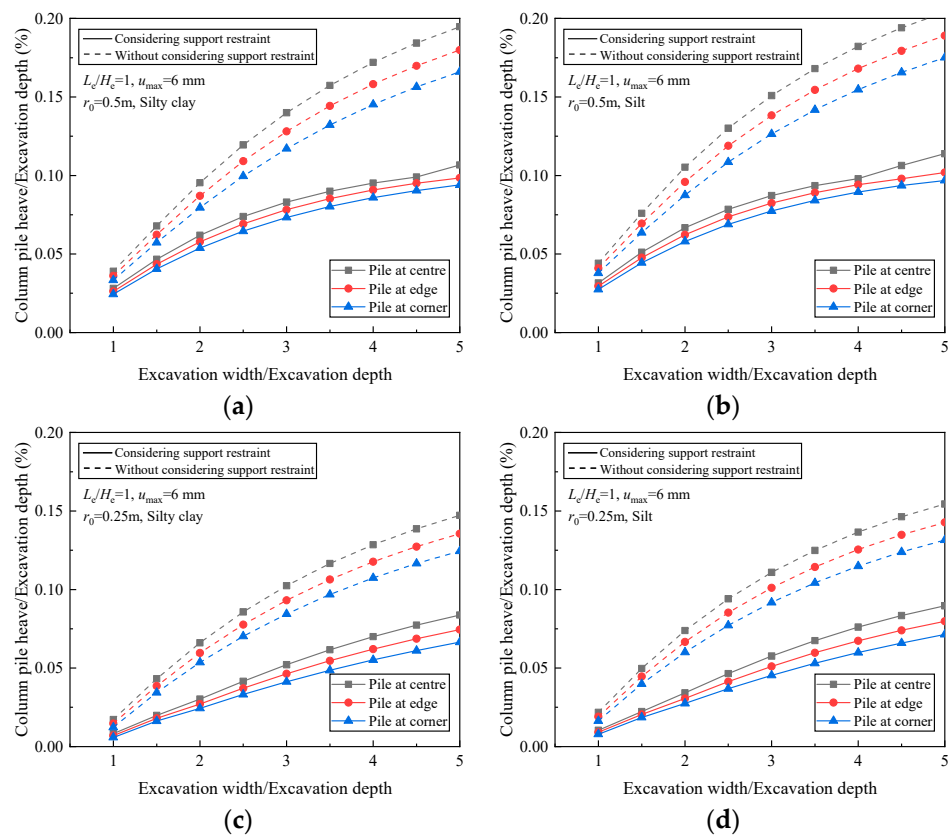 Column pile heave/Excavation depth (%)
0.20
0.15
0.10
0.05
0.00
Considering support restraint
Without considering support restraint
Le/He=1, umax=6 mm
r0=0.5m, Silty clay
Pile at centre
Pile at edge
Pile at corner
1 2 3 4 5
Excavation width/Excavation depth
(a)
Column pile heave/Excavation depth (%)
0.20
0.15
0.10
0.05
0.00
Considering support restraint
Without considering support restraint
Le/He=1, umax=6 mm
r0=0.5m, Silt
Pile at centre
Pile at edge
Pile at corner
1 2 3 4 5
Excavation width/Excavation depth
(b)
Column pile heave/Excavation depth (%)
0.20
0.15
0.10
0.05
0.00
Considering support restraint
Without considering support restraint
Le/He=1, umax=6 mm
r0=0.25m, Silty clay
Pile at centre
Pile at edge
Pile at corner
1 2 3 4 5
Excavation width/Excavation depth
(c)
Column pile heave/Excavation depth (%)
0.20
0.15
0.10
0.05
0.00
Considering support restraint
Without considering support restraint
Le/He=1, umax=6 mm
r0=0.25m, Silt
Pile at centre
Pile at edge
Pile at corner
1 2 3 4 5
Excavation width/Excavation depth
(d)